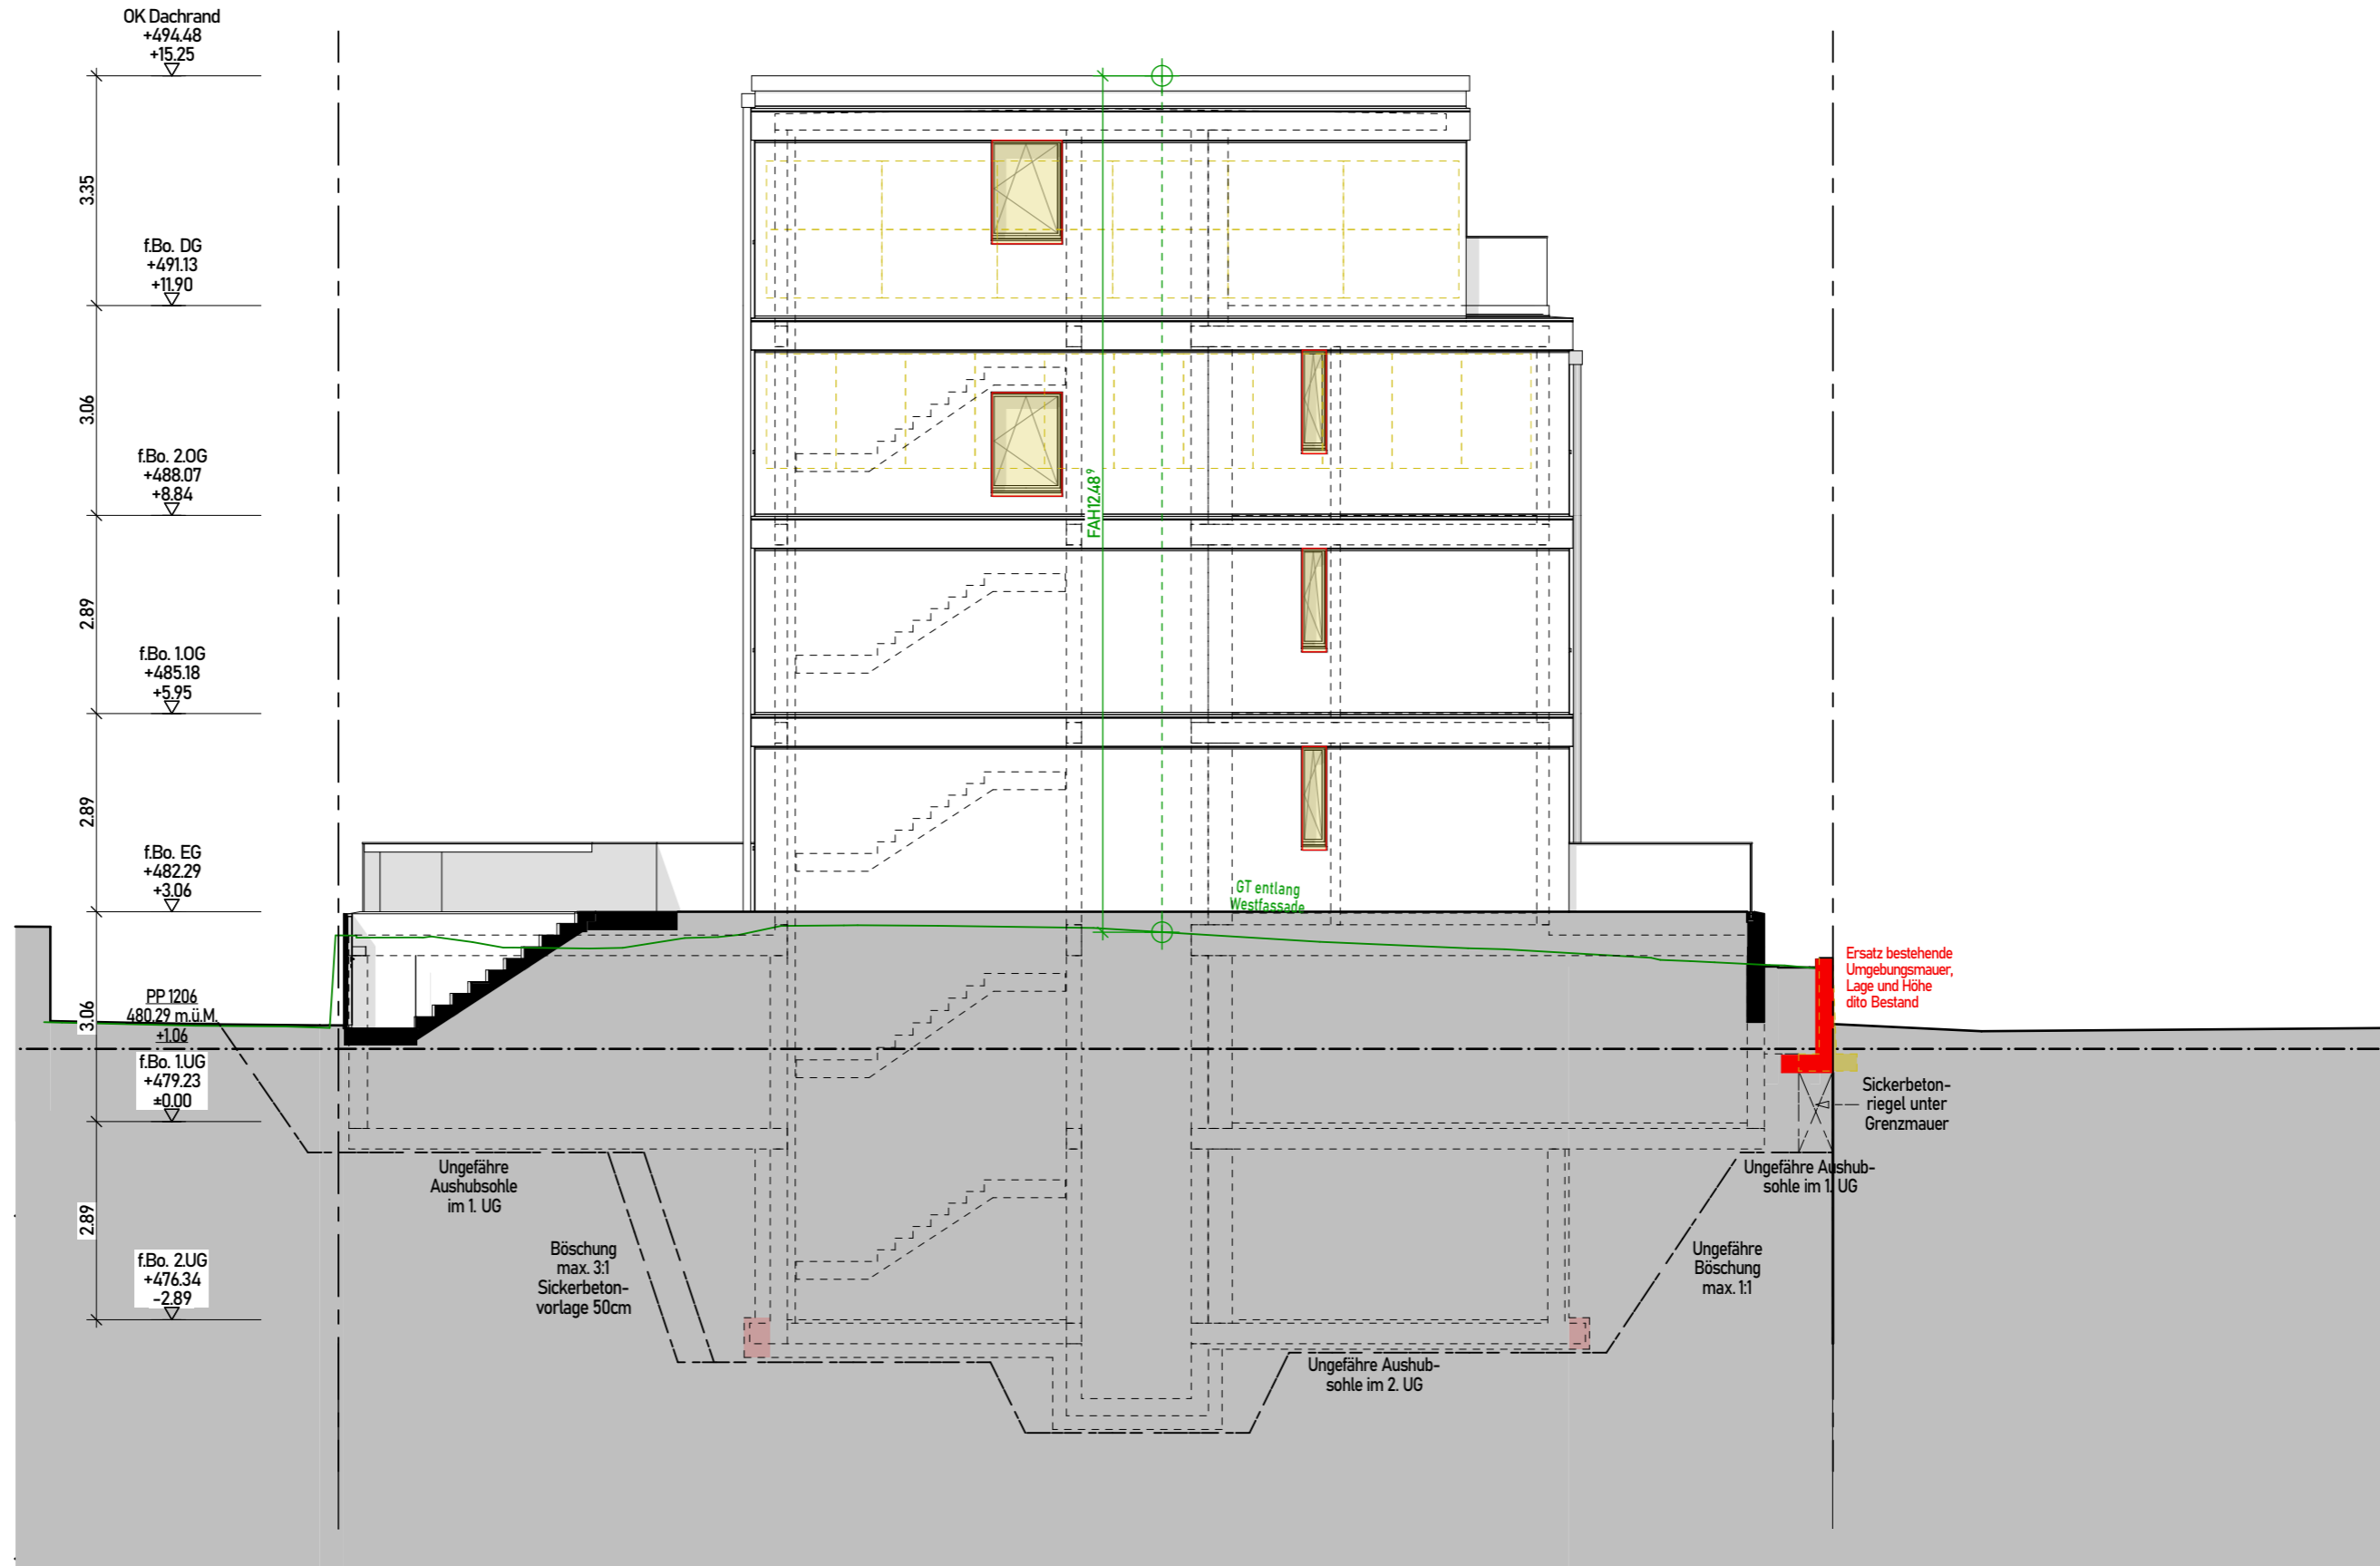 OK Dachrand
+494.48
+15.25
3.35
f.Bo. DG
+491.13
+11.90
3.06
f.Bo. 2.OG
+488.07
+8.84
2.89
f.Bo. 1.OG
+485.18
+5.95
2.89
f.Bo. EG
+482.29
+3.06
3.06
PP 1206
480.29 m.ü.M.
+1.06
f.Bo. 1.UG
+479.23
±0.00
2.89
f.Bo. 2.UG
+476.34
-2.89
FAH 12.48⁹
GT entlang
Westfassade
Ersatz bestehende
Umgebungsmauer,
Lage und Höhe
dito Bestand
Sickerbeton-
riegel unter
Grenzmauer
Ungefähre
Aushubsohle
im 1. UG
Ungefähre Aushub-
sohle im 1. UG
Böschung
max. 3:1
Sickerbeton-
vorlage 50cm
Ungefähre
Böschung
max. 1:1
Ungefähre Aushub-
sohle im 2. UG